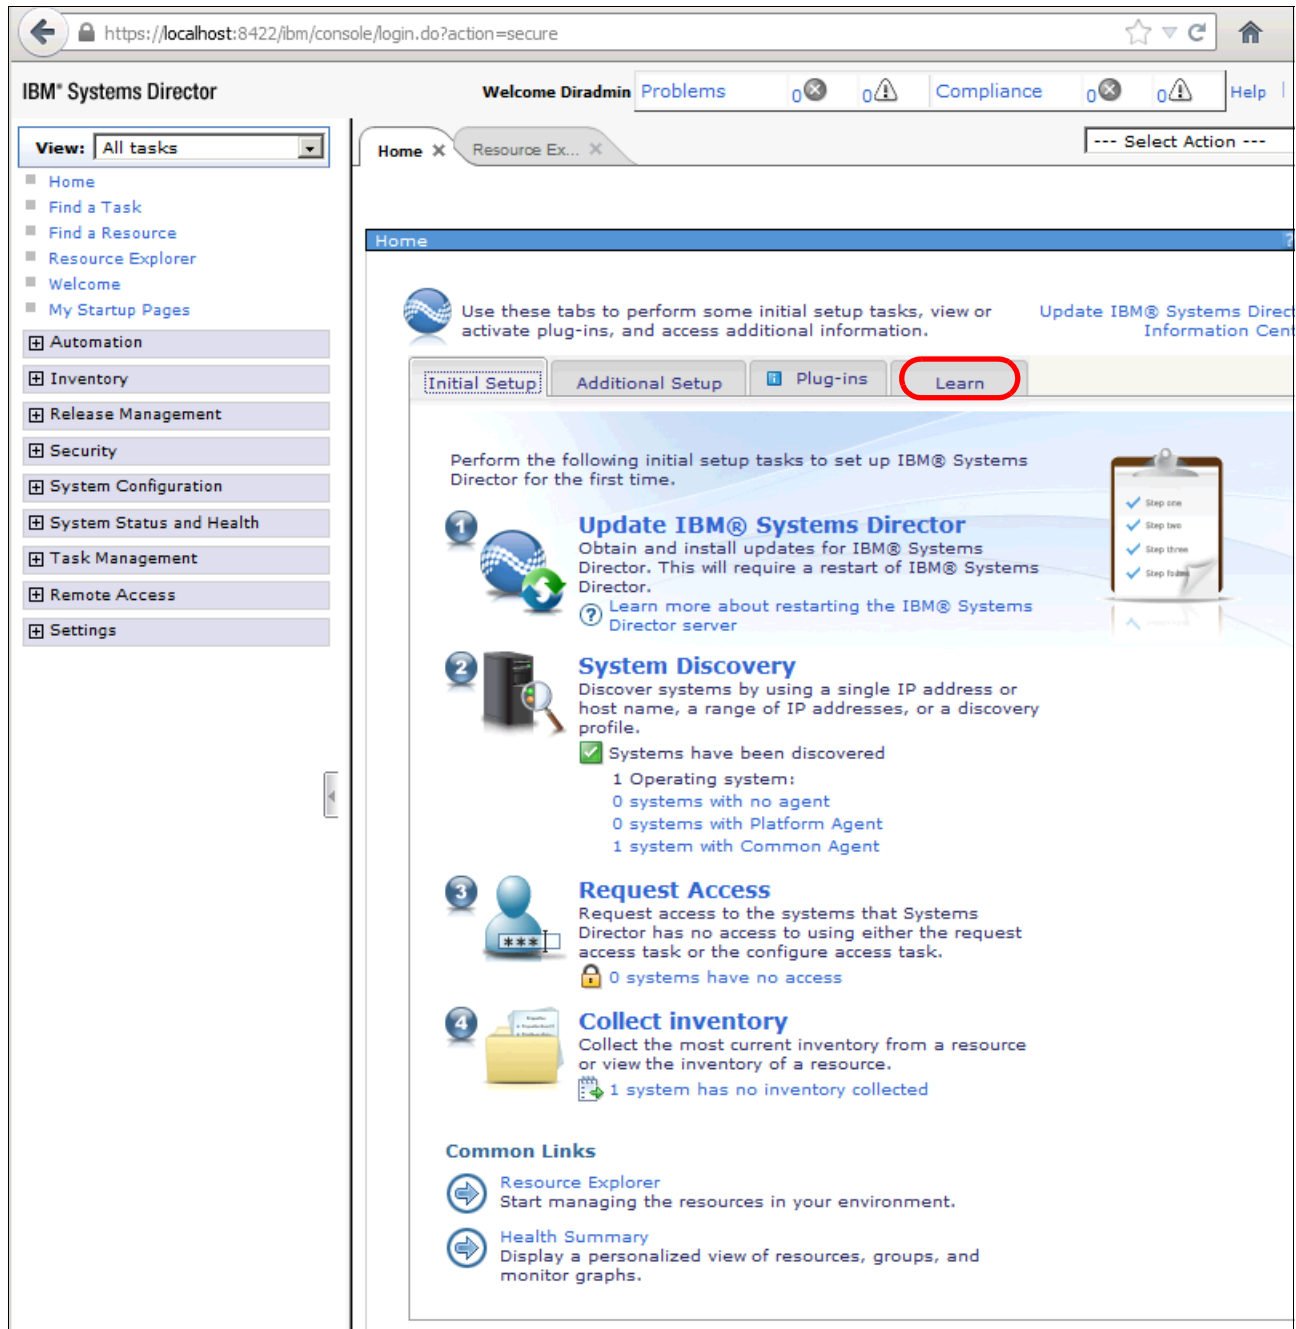 https://localhost:8422/ibm/console/login.do?action=secure
IBM® Systems Director
Welcome Diradmin
Problems 0 0
Compliance 0 0
Help
View: All tasks
Home
Find a Task
Find a Resource
Resource Explorer
Welcome
My Startup Pages
Automation
Inventory
Release Management
Security
System Configuration
System Status and Health
Task Management
Remote Access
Settings
Home
Resource Ex...
--- Select Action ---
Home
?
Use these tabs to perform some initial setup tasks, view or
activate plug-ins, and access additional information.
Update IBM® Systems Direct
Information Cent
Initial Setup
Additional Setup
Plug-ins
Learn
Perform the following initial setup tasks to set up IBM® Systems
Director for the first time.
Step one
Step two
Step three
1
Update IBM® Systems Director
Obtain and install updates for IBM® Systems
Director. This will require a restart of IBM® Systems
Director.
? Learn more about restarting the IBM® Systems
Director server
2
System Discovery
Discover systems by using a single IP address or
host name, a range of IP addresses, or a discovery
profile.
Systems have been discovered
1 Operating system:
0 systems with no agent
0 systems with Platform Agent
1 system with Common Agent
3
***
Request Access
Request access to the systems that Systems
Director has no access to using either the request
access task or the configure access task.
0 systems have no access
4
Collect inventory
Collect the most current inventory from a resource
or view the inventory of a resource.
1 system has no inventory collected
Common Links
Resource Explorer
Start managing the resources in your environment.
Health Summary
Display a personalized view of resources, groups, and
monitor graphs.